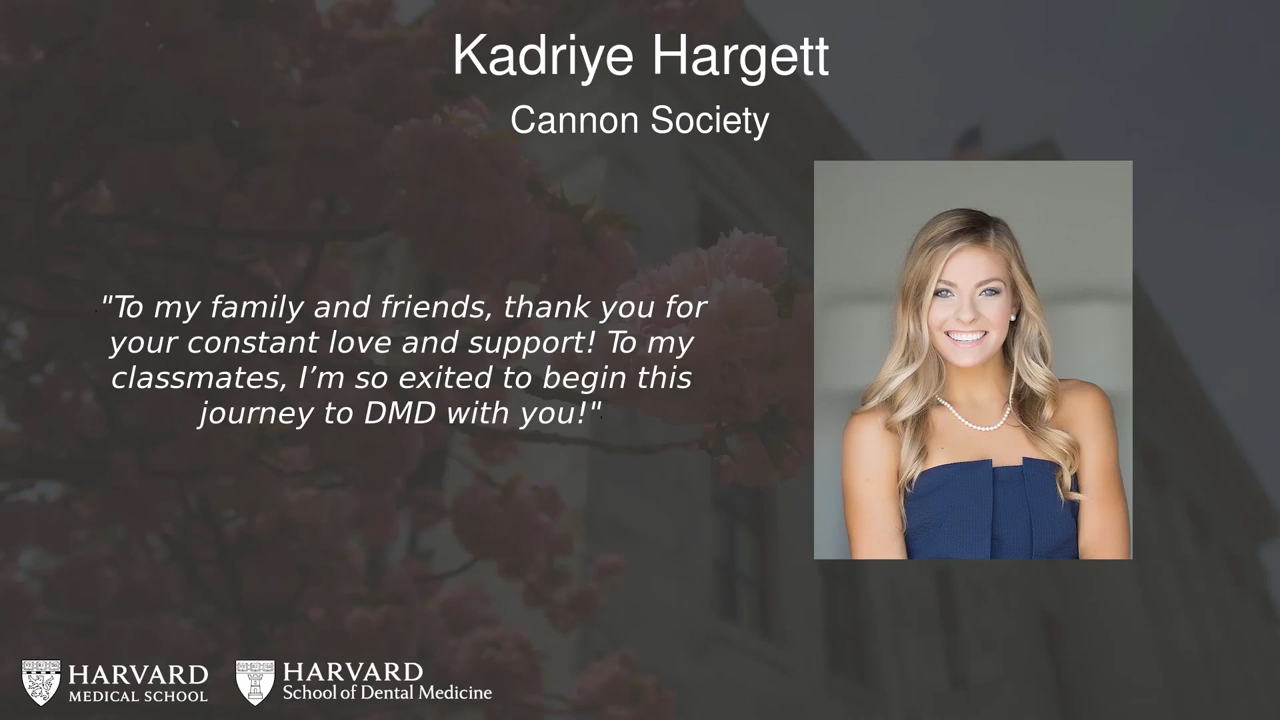 Kadriye Hargett
Cannon Society
"To my family and friends, thank you for
your constant love and support! To my
classmates, I’m so exited to begin this
journey to DMD with you!"
HARVARD
MEDICAL SCHOOL
HARVARD
School of Dental Medicine